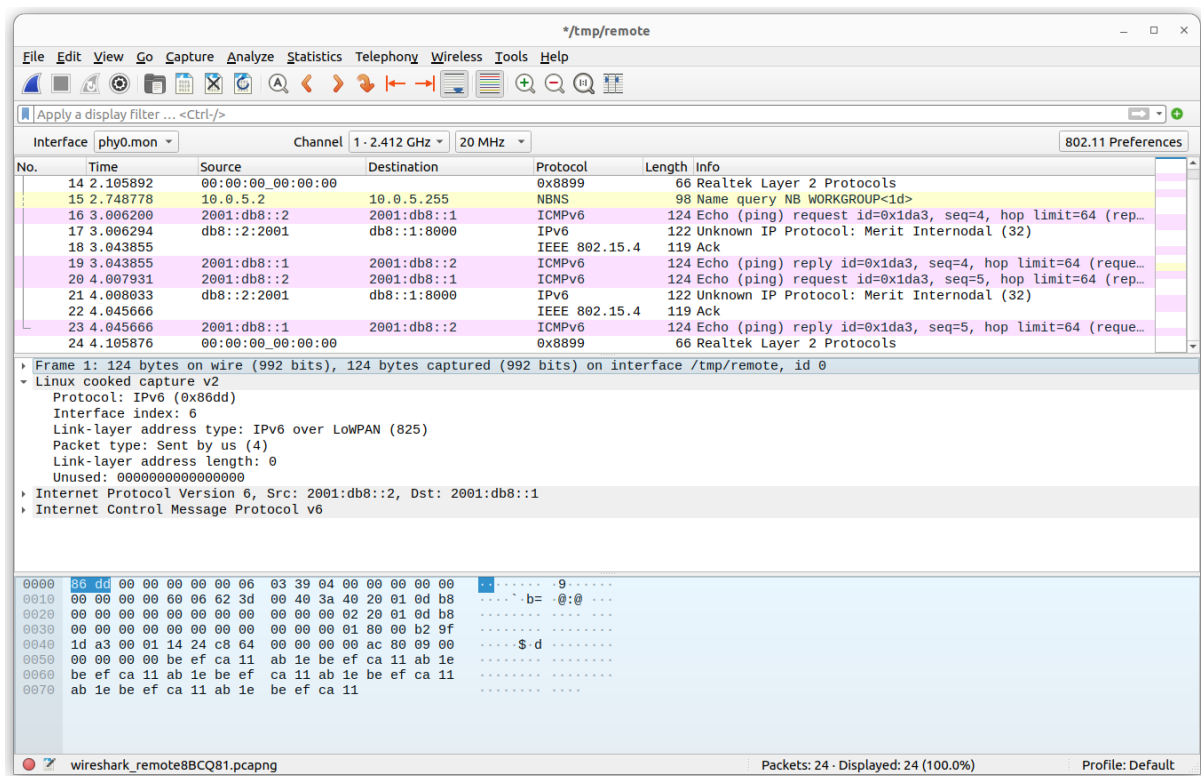 */tmp/remote
File Edit View Go Capture Analyze Statistics Telephony Wireless Tools Help
Apply a display filter … <Ctrl-/>
Interface phy0.mon Channel 1 · 2.412 GHz 20 MHz 802.11 Preferences
No. Time Source Destination Protocol Length Info
14 2.105892 00:00:00_00:00:00 0x8899 66 Realtek Layer 2 Protocols
15 2.748778 10.0.5.2 10.0.5.255 NBNS 98 Name query NB WORKGROUP<1d>
16 3.006200 2001:db8::2 2001:db8::1 ICMPv6 124 Echo (ping) request id=0x1da3, seq=4, hop limit=64 (rep…
17 3.006294 db8::2:2001 db8::1:8000 IPv6 122 Unknown IP Protocol: Merit Internodal (32)
18 3.043855 IEEE 802.15.4 119 Ack
19 3.043855 2001:db8::1 2001:db8::2 ICMPv6 124 Echo (ping) reply id=0x1da3, seq=4, hop limit=64 (reque…
20 4.007931 2001:db8::2 2001:db8::1 ICMPv6 124 Echo (ping) request id=0x1da3, seq=5, hop limit=64 (rep…
21 4.008033 db8::2:2001 db8::1:8000 IPv6 122 Unknown IP Protocol: Merit Internodal (32)
22 4.045666 IEEE 802.15.4 119 Ack
23 4.045666 2001:db8::1 2001:db8::2 ICMPv6 124 Echo (ping) reply id=0x1da3, seq=5, hop limit=64 (reque…
24 4.105876 00:00:00_00:00:00 0x8899 66 Realtek Layer 2 Protocols
Frame 1: 124 bytes on wire (992 bits), 124 bytes captured (992 bits) on interface /tmp/remote, id 0
Linux cooked capture v2
Protocol: IPv6 (0x86dd)
Interface index: 6
Link-layer address type: IPv6 over LoWPAN (825)
Packet type: Sent by us (4)
Link-layer address length: 0
Unused: 0000000000000000
Internet Protocol Version 6, Src: 2001:db8::2, Dst: 2001:db8::1
Internet Control Message Protocol v6
0000 86 dd 00 00 00 00 00 06 03 39 04 00 00 00 00 00 ········ ·9······
0010 00 00 00 00 60 06 62 3d 00 40 3a 40 20 01 0d b8 ····`·b= ·@:@ ···
0020 00 00 00 00 00 00 00 00 00 00 00 02 20 01 0d b8 ········ ···· ···
0030 00 00 00 00 00 00 00 00 00 00 00 01 80 00 b2 9f ········ ········
0040 1d a3 00 01 14 24 c8 64 00 00 00 00 ac 80 09 00 ·····$·d ········
0050 00 00 00 00 be ef ca 11 ab 1e be ef ca 11 ab 1e ········ ········
0060 be ef ca 11 ab 1e be ef ca 11 ab 1e be ef ca 11 ········ ········
0070 ab 1e be ef ca 11 ab 1e be ef ca 11 ········ ····
wireshark_remote8BCQ81.pcapng Packets: 24 · Displayed: 24 (100.0%) Profile: Default